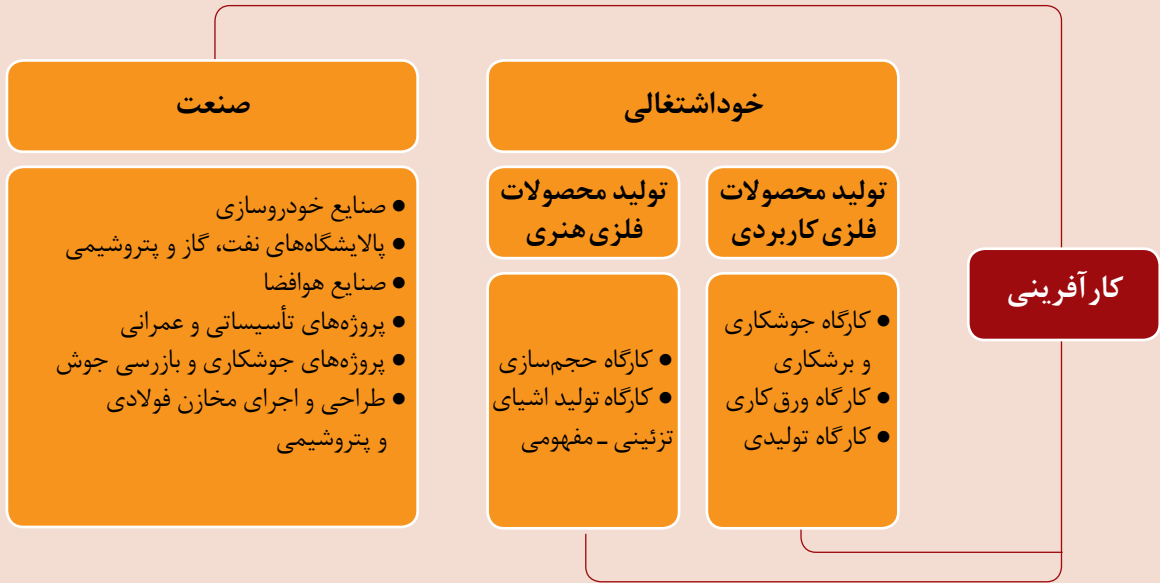 کارآفرینی
خوداشتغالی
تولید محصولات
فلزی کاربردی
● کارگاه جوشکاری
و برشکاری
● کارگاه ورق‌کاری
● کارگاه تولیدی
تولید محصولات
فلزی هنری
● کارگاه حجم‌سازی
● کارگاه تولید اشیای
تزئینی ـ مفهومی
صنعت
● صنایع خودروسازی
● پالایشگاه‌های نفت، گاز و پتروشیمی
● صنایع هوافضا
● پروژه‌های تأسیساتی و عمرانی
● پروژه‌های جوشکاری و بازرسی جوش
● طراحی و اجرای مخازن فولادی
و پتروشیمی